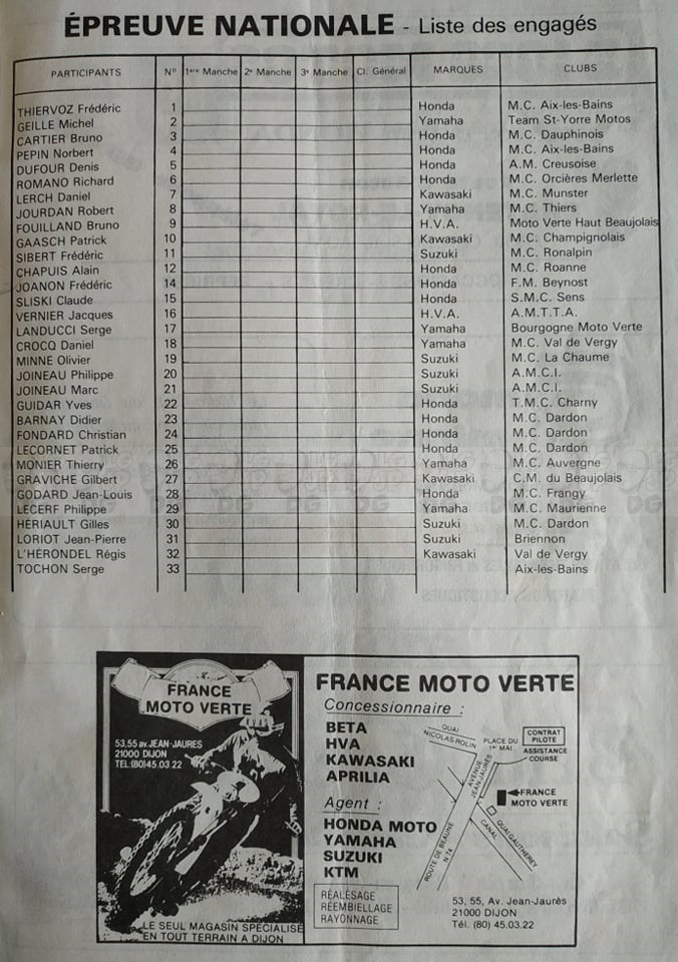 ÉPREUVE NATIONALE - Liste des engagés
PARTICIPANTS N° 1ère Manche 2e Manche 3e Manche Cl. Général MARQUES CLUBS
THIERVOZ Frédéric 1 Honda M.C. Aix-les-Bains
GEILLE Michel 2 Yamaha Team St-Yorre Motos
CARTIER Bruno 3 Honda M.C. Dauphinois
PEPIN Norbert 4 Honda M.C. Aix-les-Bains
DUFOUR Denis 5 Honda A.M. Creusoise
ROMANO Richard 6 Honda M.C. Orcières Merlette
LERCH Daniel 7 Kawasaki M.C. Munster
JOURDAN Robert 8 Yamaha M.C. Thiers
FOUILLAND Bruno 9 H.V.A. Moto Verte Haut Beaujolais
GAASCH Patrick 10 Kawasaki M.C. Champignolais
SIBERT Frédéric 11 Suzuki M.C. Ronalpin
CHAPUIS Alain 12 Honda M.C. Roanne
JOANON Frédéric 14 Honda F.M. Beynost
SLISKI Claude 15 Honda S.M.C. Sens
VERNIER Jacques 16 H.V.A. A.M.T.T.A.
LANDUCCI Serge 17 Yamaha Bourgogne Moto Verte
CROCQ Daniel 18 Yamaha M.C. Val de Vergy
MINNE Olivier 19 Suzuki M.C. La Chaume
JOINEAU Philippe 20 Suzuki A.M.C.I.
JOINEAU Marc 21 Suzuki A.M.C.I.
GUIDAR Yves 22 Honda T.M.C. Charny
BARNAY Didier 23 Honda M.C. Dardon
FONDARD Christian 24 Honda M.C. Dardon
LECORNET Patrick 25 Honda M.C. Dardon
MONIER Thierry 26 Yamaha M.C. Auvergne
GRAVICHE Gilbert 27 Kawasaki C.M. du Beaujolais
GODARD Jean-Louis 28 Honda M.C. Frangy
LECERF Philippe 29 Yamaha M.C. Maurienne
HÉRIAULT Gilles 30 Suzuki M.C. Dardon
LORIOT Jean-Pierre 31 Suzuki Briennon
L'HÉRONDEL Régis 32 Kawasaki Val de Vergy
TOCHON Serge 33 Aix-les-Bains
FRANCE
MOTO VERTE
53,55 av. JEAN-JAURES
21000 DIJON
TEL:(80)45.03.22
LE SEUL MAGASIN SPÉCIALISÉ
EN TOUT TERRAIN A DIJON
FRANCE MOTO VERTE
Concessionnaire :
BETA
HVA
KAWASAKI
APRILIA
Agent :
HONDA MOTO
YAMAHA
SUZUKI
KTM
RÉALÉSAGE
RÉEMBIELLAGE
RAYONNAGE
QUAI
NICOLAS-ROLIN
PLACE DU
1er MAI
CONTRAT
PILOTE
ASSISTANCE
COURSE
AVENUE
JEAN-JAURÈS
FRANCE
MOTO VERTE
ROUTE DE BEAUNE
N 74
CANAL
QUAI GAUTHEREY
53, 55, Av. Jean-Jaurès
21000 DIJON
Tél. (80) 45.03.22